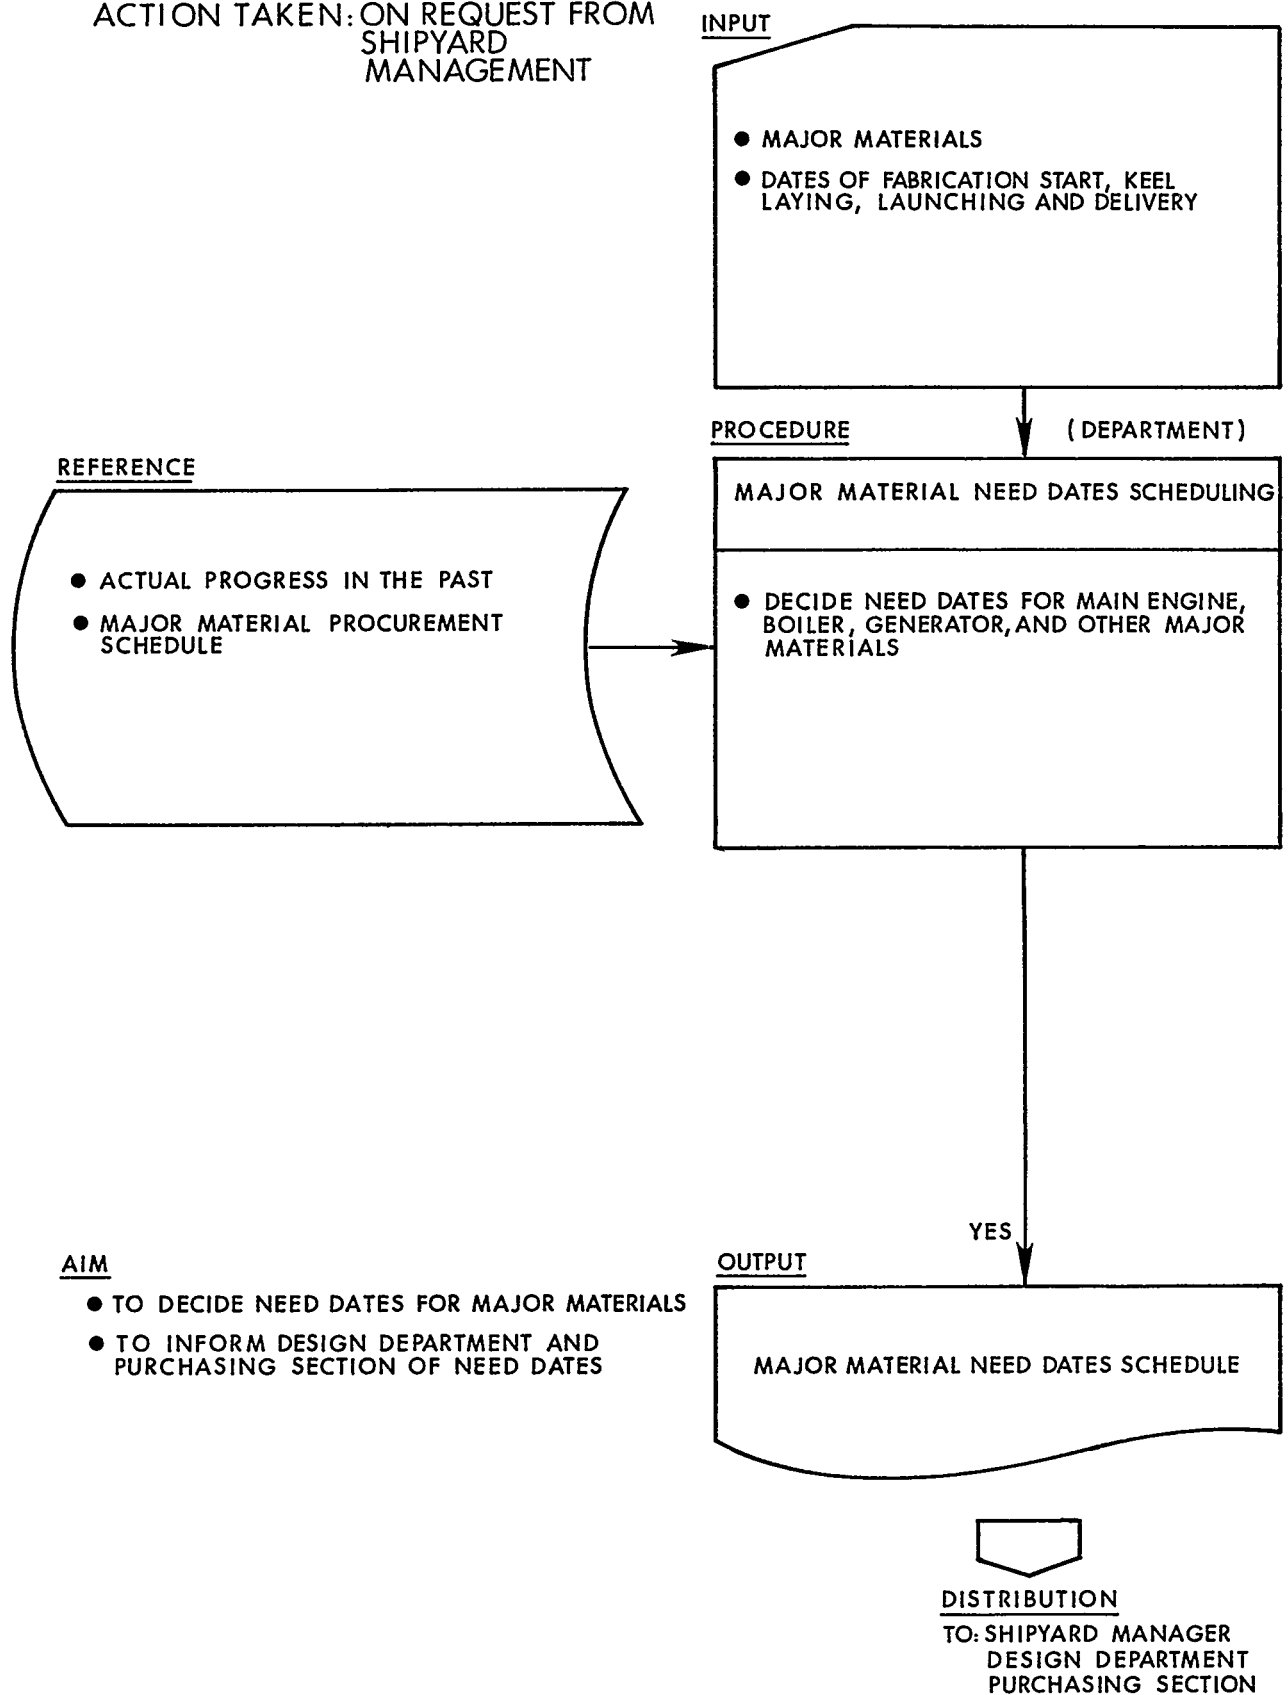 ACTION TAKEN: ON REQUEST FROM
SHIPYARD
MANAGEMENT
INPUT
● MAJOR MATERIALS
● DATES OF FABRICATION START, KEEL
LAYING, LAUNCHING AND DELIVERY
PROCEDURE
(DEPARTMENT)
MAJOR MATERIAL NEED DATES SCHEDULING
● DECIDE NEED DATES FOR MAIN ENGINE,
BOILER, GENERATOR, AND OTHER MAJOR
MATERIALS
REFERENCE
● ACTUAL PROGRESS IN THE PAST
● MAJOR MATERIAL PROCUREMENT
SCHEDULE
YES
AIM
● TO DECIDE NEED DATES FOR MAJOR MATERIALS
● TO INFORM DESIGN DEPARTMENT AND
PURCHASING SECTION OF NEED DATES
OUTPUT
MAJOR MATERIAL NEED DATES SCHEDULE
DISTRIBUTION
TO: SHIPYARD MANAGER
DESIGN DEPARTMENT
PURCHASING SECTION